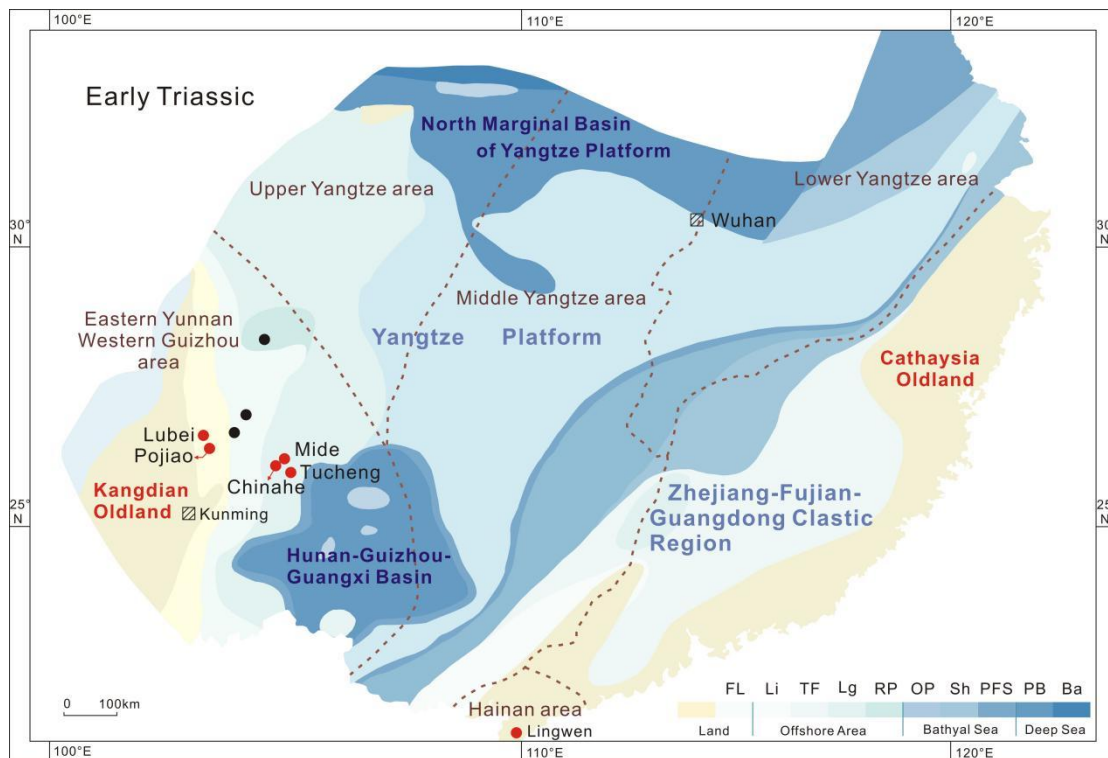 100°E
110°E
120°E
Early Triassic
North Marginal Basin
of Yangtze Platform
Upper Yangtze area
Lower Yangtze area
30°
N
Wuhan
30
N
Middle Yangtze area
Eastern Yunnan
Western Guizhou
area
Yangtze Platform
Cathaysia
Oldland
Lubei
Pojiao
Mide
Tucheng
Chinahe
Kangdian
Oldland
Kunming
25°
N
Zhejiang-Fujian-
Guangdong Clastic
Region
25
N
Hunan-Guizhou-
Guangxi Basin
0 100km
Hainan area
Lingwen
FL Li TF Lg RP OP Sh PFS PB Ba
Land Offshore Area Bathyal Sea Deep Sea
100°E
110°E
120°E